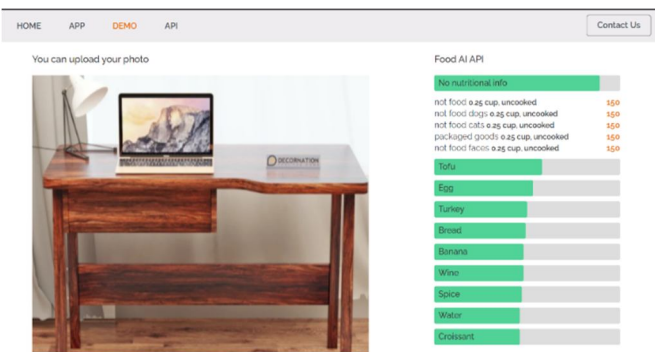 HOME APP DEMO API Contact Us
You can upload your photo
DECORNATION
Food AI API
No nutritional info
not food 0.25 cup, uncooked 150
not food dogs 0.25 cup, uncooked 150
not food cats 0.25 cup, uncooked 150
packaged goods 0.25 cup, uncooked 150
not food faces 0.25 cup, uncooked 150
Tofu
Egg
Turkey
Bread
Banana
Wine
Spice
Water
Croissant